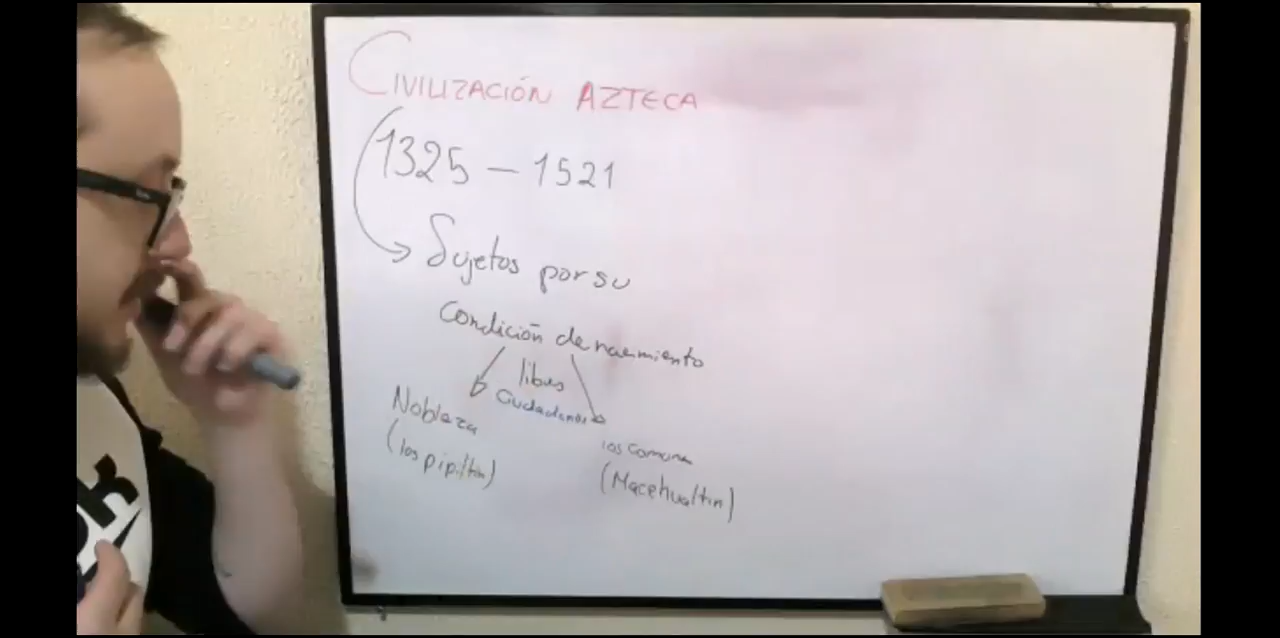 CIVILIZACIÓN AZTECA
1325 - 1521
Sujetos por su
Condición de nacimiento
libres
Ciudadanos
Nobleza
(los pipiltin)
los comunes
(Macehualtin)